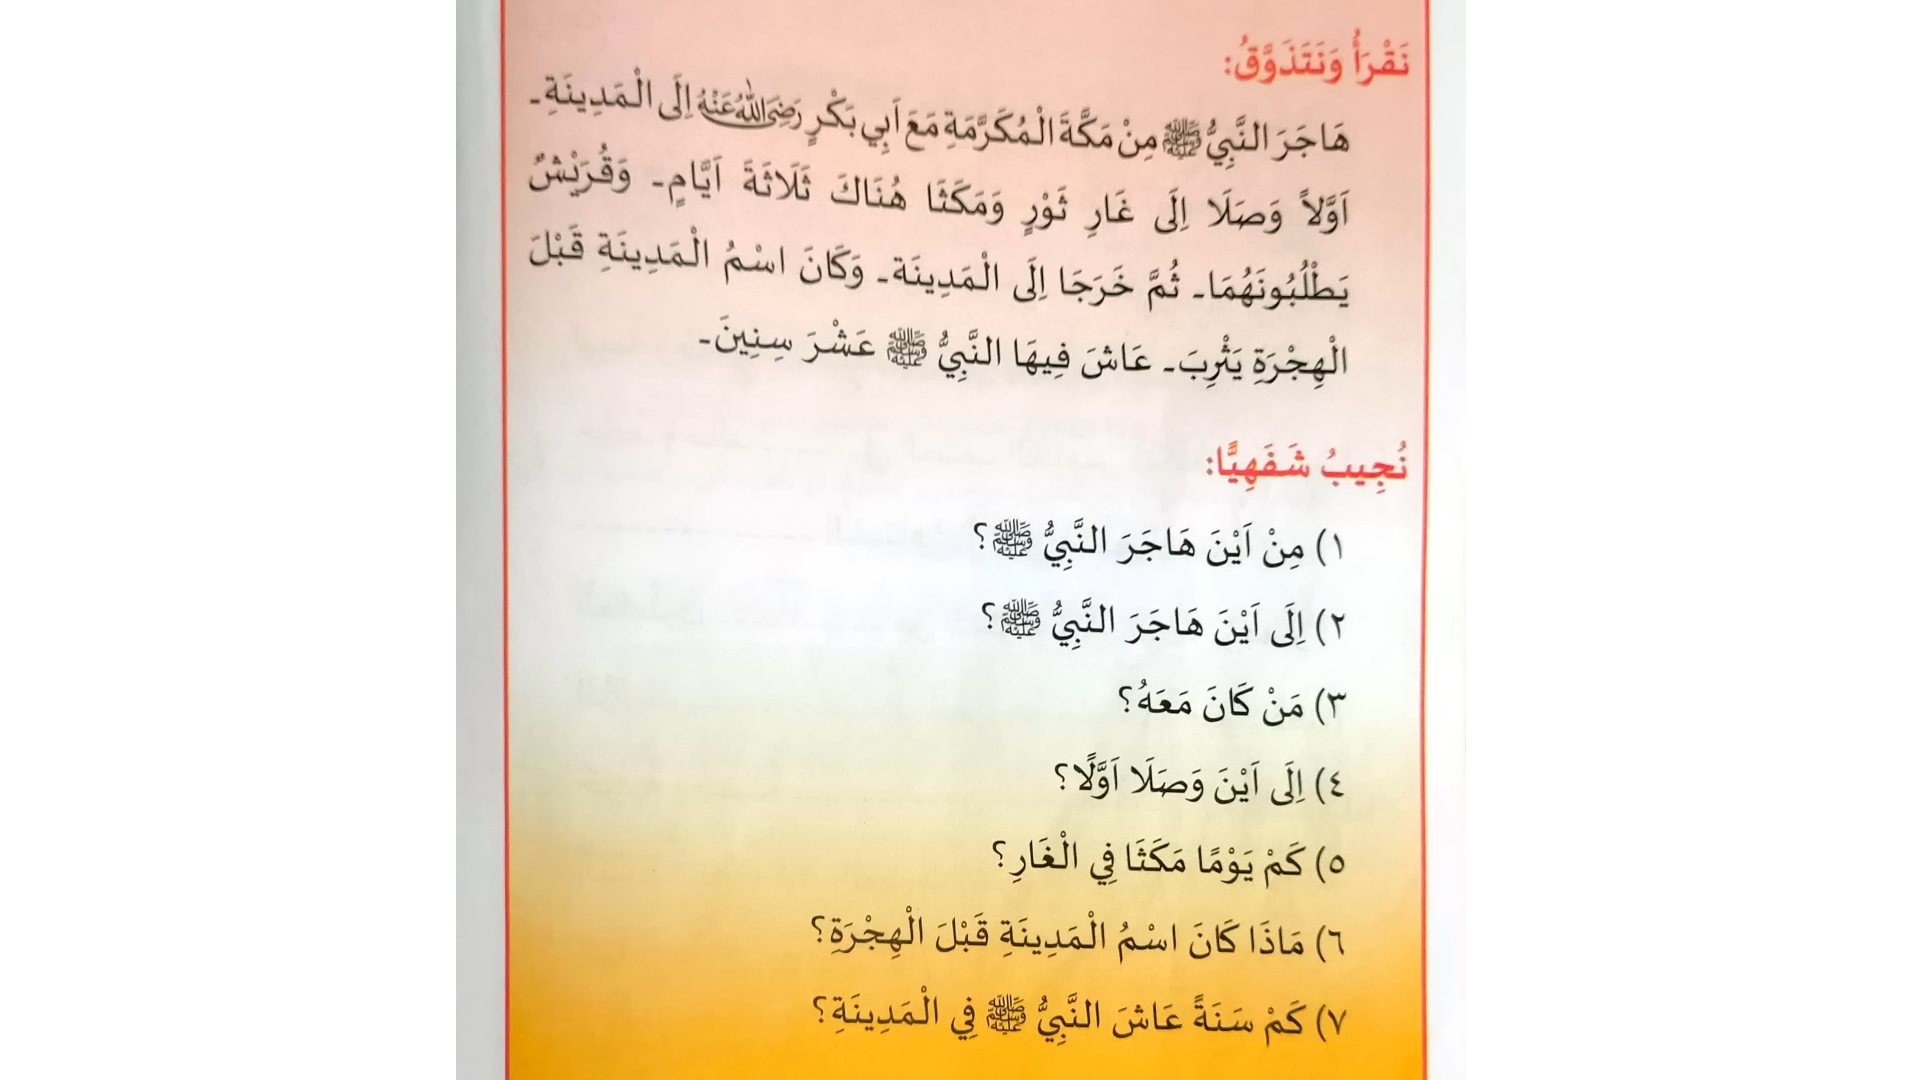 نَقْرَأُ وَنَتَذَوَّقُ:
هَاجَرَ النَّبِيُّ ﷺ مِنْ مَكَّةَ الْمُكَرَّمَةِ مَعَ اَبِي بَكْرٍ رَضِيَ اللّٰهُ عَنْهُ اِلَى الْمَدِينَةِ۔
اَوَّلاً وَصَلَا اِلَى غَارِ ثَوْرٍ وَمَكَثَا هُنَاكَ ثَلَاثَةَ اَيَّامٍ۔ وَقُرَيْشٌ
يَطْلُبُونَهُمَا۔ ثُمَّ خَرَجَا اِلَى الْمَدِينَة۔ وَكَانَ اسْمُ الْمَدِينَةِ قَبْلَ
الْهِجْرَةِ يَثْرِبَ۔ عَاشَ فِيهَا النَّبِيُّ ﷺ عَشْرَ سِنِينَ۔
نُجِيبُ شَفَهِيًّا:
١) مِنْ اَيْنَ هَاجَرَ النَّبِيُّ ﷺ؟
٢) اِلَى اَيْنَ هَاجَرَ النَّبِيُّ ﷺ؟
٣) مَنْ كَانَ مَعَهُ؟
٤) اِلَى اَيْنَ وَصَلَا اَوَّلًا؟
٥) كَمْ يَوْمًا مَكَثَا فِي الْغَارِ؟
٦) مَاذَا كَانَ اسْمُ الْمَدِينَةِ قَبْلَ الْهِجْرَةِ؟
٧) كَمْ سَنَةً عَاشَ النَّبِيُّ ﷺ فِي الْمَدِينَةِ؟